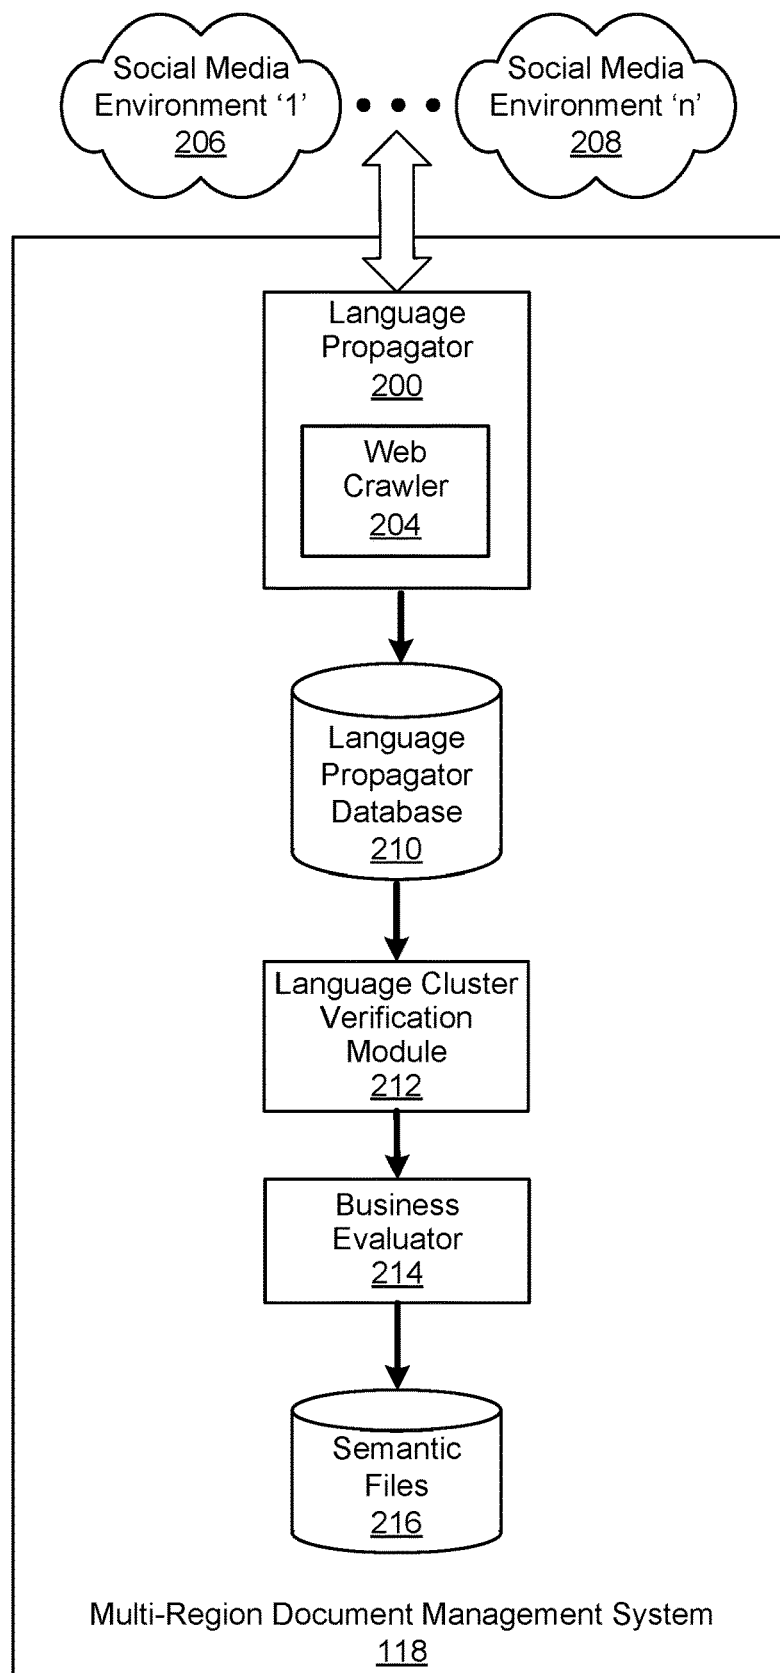 Social Media
Environment ‘1’
206
Social Media
Environment ‘n’
208
Language
Propagator
200
Web
Crawler
204
Language
Propagator
Database
210
Language Cluster
Verification
Module
212
Business
Evaluator
214
Semantic
Files
216
Multi-Region Document Management System
118